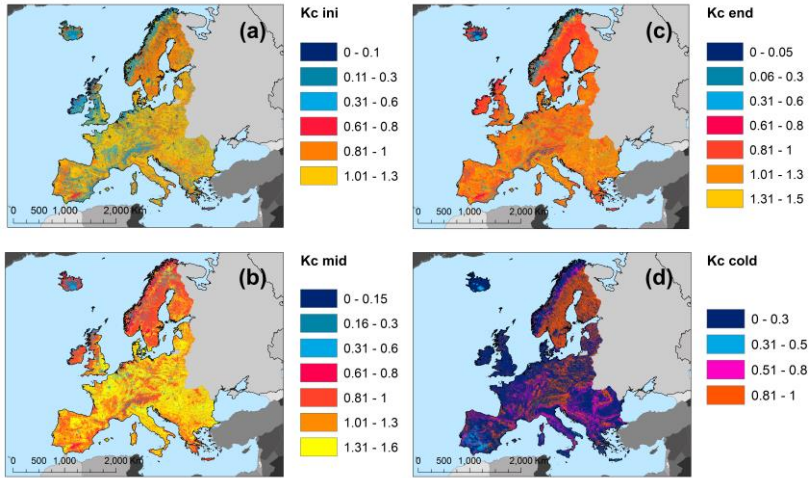 (a)
0 500 1,000 2,000 Km
Kc ini
0 - 0.1
0.11 - 0.3
0.31 - 0.6
0.61 - 0.8
0.81 - 1
1.01 - 1.3
(c)
0 500 1,000 2,000 Km
Kc end
0 - 0.05
0.06 - 0.3
0.31 - 0.6
0.61 - 0.8
0.81 - 1
1.01 - 1.3
1.31 - 1.5
(b)
0 500 1,000 2,000 Km
Kc mid
0 - 0.15
0.16 - 0.3
0.31 - 0.6
0.61 - 0.8
0.81 - 1
1.01 - 1.3
1.31 - 1.6
(d)
0 500 1,000 2,000 Km
Kc cold
0 - 0.3
0.31 - 0.5
0.51 - 0.8
0.81 - 1